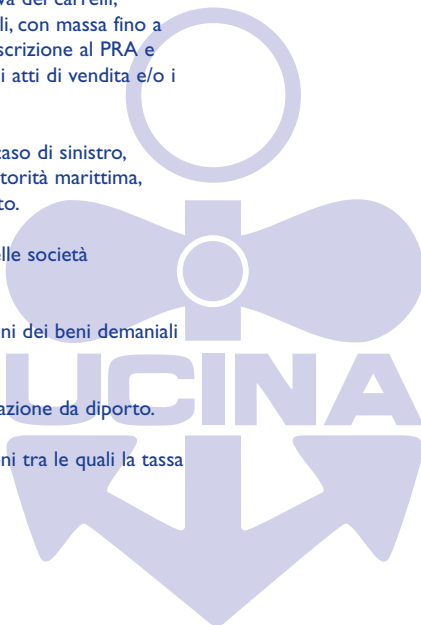 va dei carrelli,
li, con massa fino a
scrizione al PRA e
i atti di vendita e/o i
caso di sinistro,
torità marittima,
to.
lle società
ni dei beni demaniali
UCINA
azione da diporto.
ni tra le quali la tassa